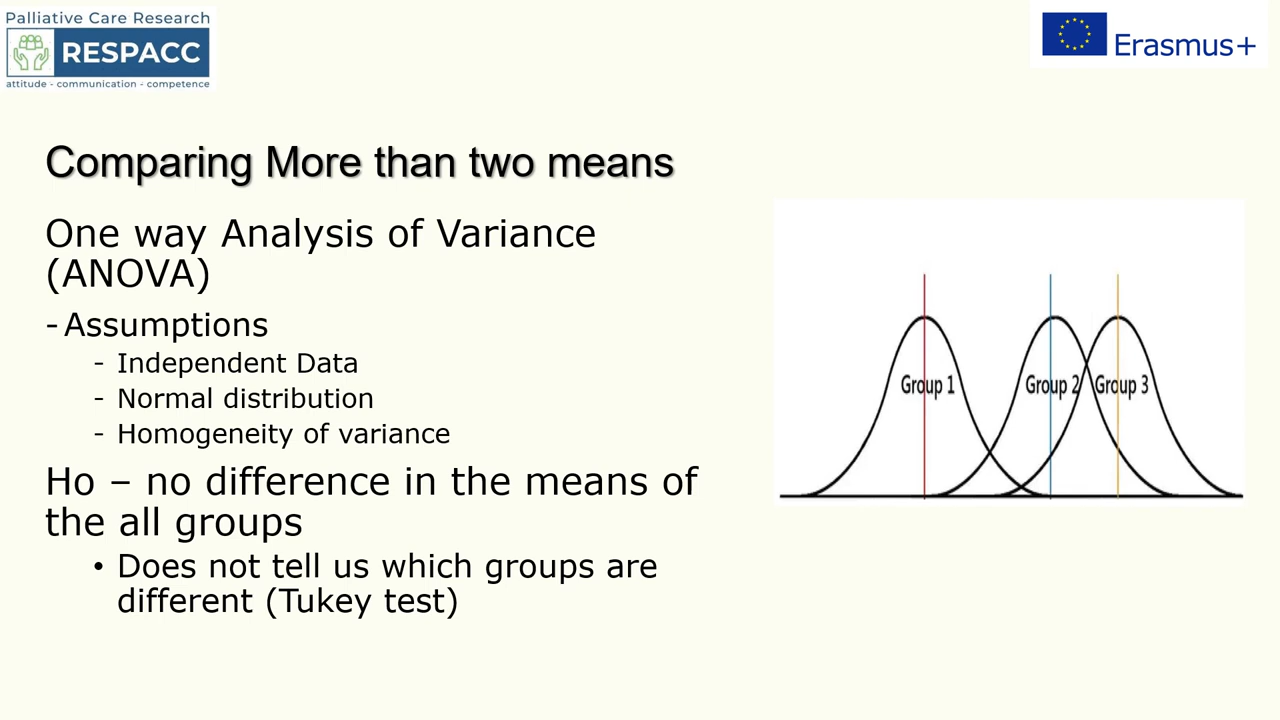 Palliative Care Research
RESPACC
attitude - communication - competence
Erasmus+
Comparing More than two means
One way Analysis of Variance
(ANOVA)
- Assumptions
- Independent Data
- Normal distribution
- Homogeneity of variance
Ho – no difference in the means of
the all groups
• Does not tell us which groups are
different (Tukey test)
Group 1
Group 2
Group 3